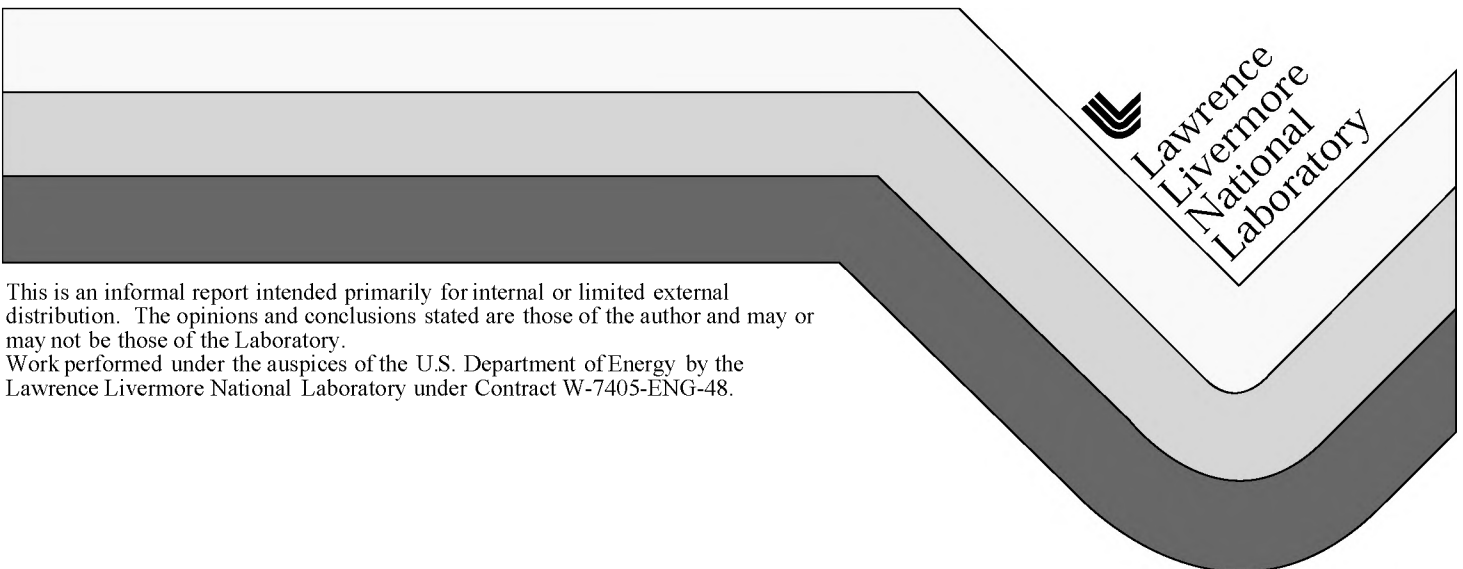 Lawrence
Livermore
National
Laboratory
This is an informal report intended primarily for internal or limited external
distribution. The opinions and conclusions stated are those of the author and may or
may not be those of the Laboratory.
Work performed under the auspices of the U.S. Department of Energy by the
Lawrence Livermore National Laboratory under Contract W-7405-ENG-48.